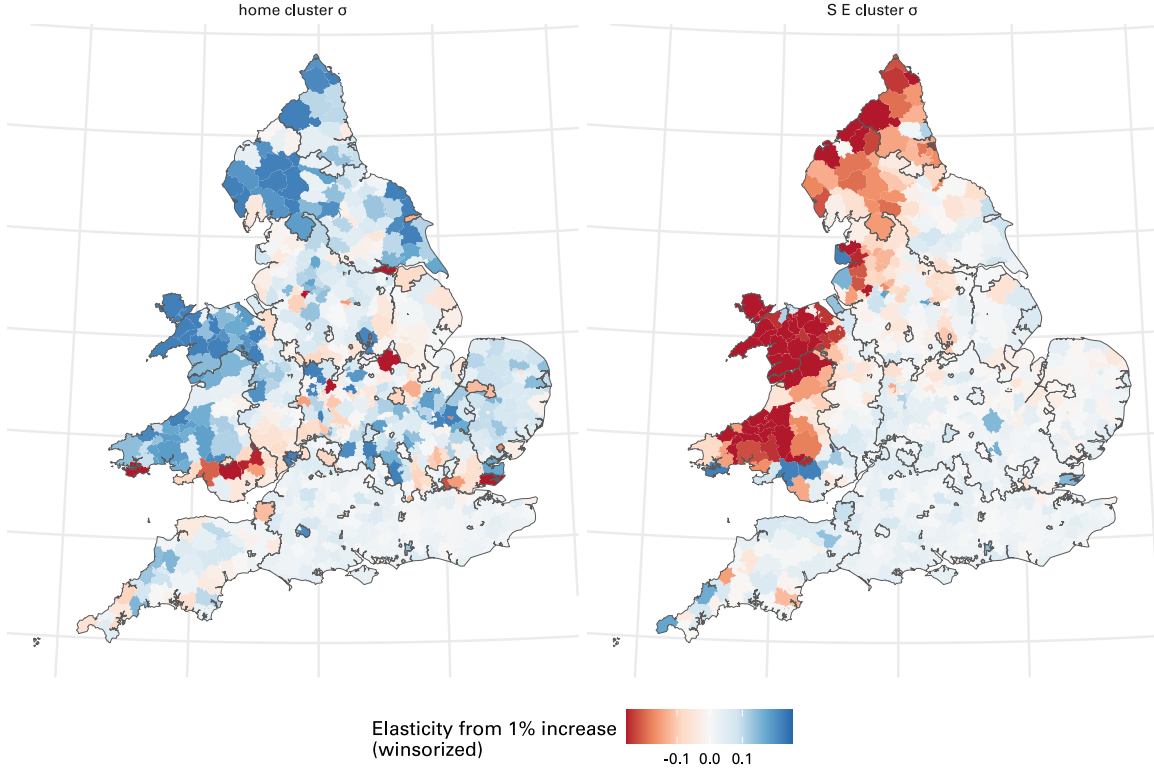 home cluster σ
S E cluster σ
Elasticity from 1% increase
(winsorized)
-0.1 0.0 0.1